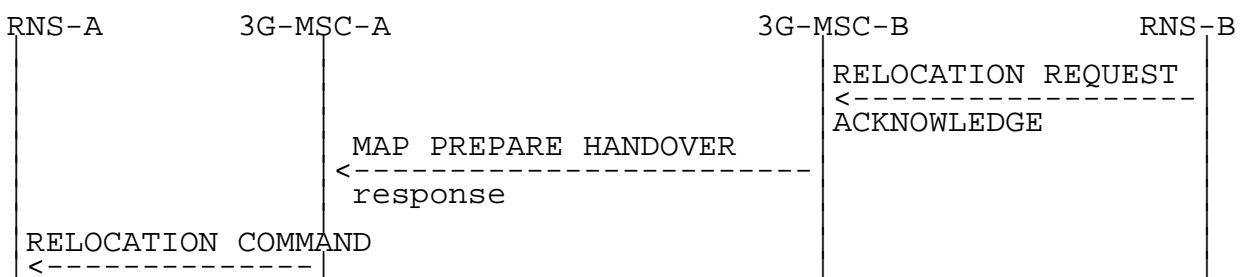 RNS-A 3G-MSC-A 3G-MSC-B RNS-B
RELOCATION REQUEST
ACKNOWLEDGE
MAP PREPARE HANDOVER
response
RELOCATION COMMAND